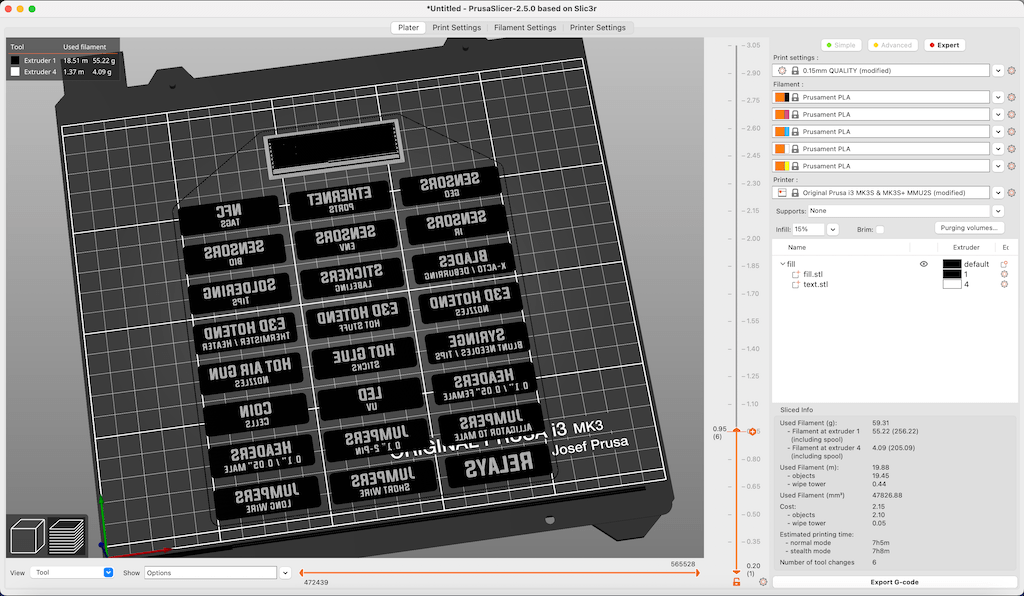 *Untitled - PrusaSlicer-2.5.0 based on Slic3r
Plater Print Settings Filament Settings Printer Settings
Tool Used filament
Extruder 1 18.51 m 55.22 g
Extruder 4 1.37 m 4.09 g
SENSORS
GEO
ETHERNET
PORTS
NFC
TAGS
SENSORS
IR
SENSORS
ENV
SENSORS
BIO
BLADES
X-ACTO / DEBURRING
STICKERS
LABELING
SOLDERING
TIPS
E3D HOTEND
NOZZLES
E3D HOTEND
HOT STUFF
E3D HOTEND
THERMISTER / HEATER
SYRINGE
BLUNT NEEDLES / TIPS
HOT GLUE
STICKS
HOT AIR GUN
NOZZLES
HEADERS
0.1" / 0.05" FEMALE
LED
UV
COIN
CELLS
JUMPERS
ALLIGATOR TO MALE
JUMPERS
0.1" 2-PIN
HEADERS
0.1" / 0.05" MALE
RELAYS
JUMPERS
SHORT WIRE
JUMPERS
LONG WIRE
ORIGINAL PRUSA i3 MK3
Josef Prusa
View Tool Show Options
472439
565528
3.05
2.90
2.75
2.60
2.45
2.30
2.15
2.00
1.85
1.70
1.55
1.40
1.25
1.10
0.95
(6)
0.80
0.65
0.50
0.35
0.20
(1)
Simple Advanced Expert
Print settings :
0.15mm QUALITY (modified)
Filament :
Prusament PLA
Prusament PLA
Prusament PLA
Prusament PLA
Prusament PLA
Printer :
Original Prusa i3 MK3S & MK3S+ MMU2S (modified)
Supports: None
Infill: 15% Brim: Purging volumes...
Name Extruder
fill default
fill.stl 1
text.stl 4
Sliced Info
Used Filament (g): 59.31
- Filament at extruder 1 55.22 (256.22)
(including spool)
- Filament at extruder 4 4.09 (205.09)
(including spool)
Used Filament (m): 19.88
- objects 19.45
- wipe tower 0.44
Used Filament (mm³) 47826.88
Cost: 2.15
- objects 2.10
- wipe tower 0.05
Estimated printing time:
- normal mode 7h5m
- stealth mode 7h8m
Number of tool changes 6
Export G-code